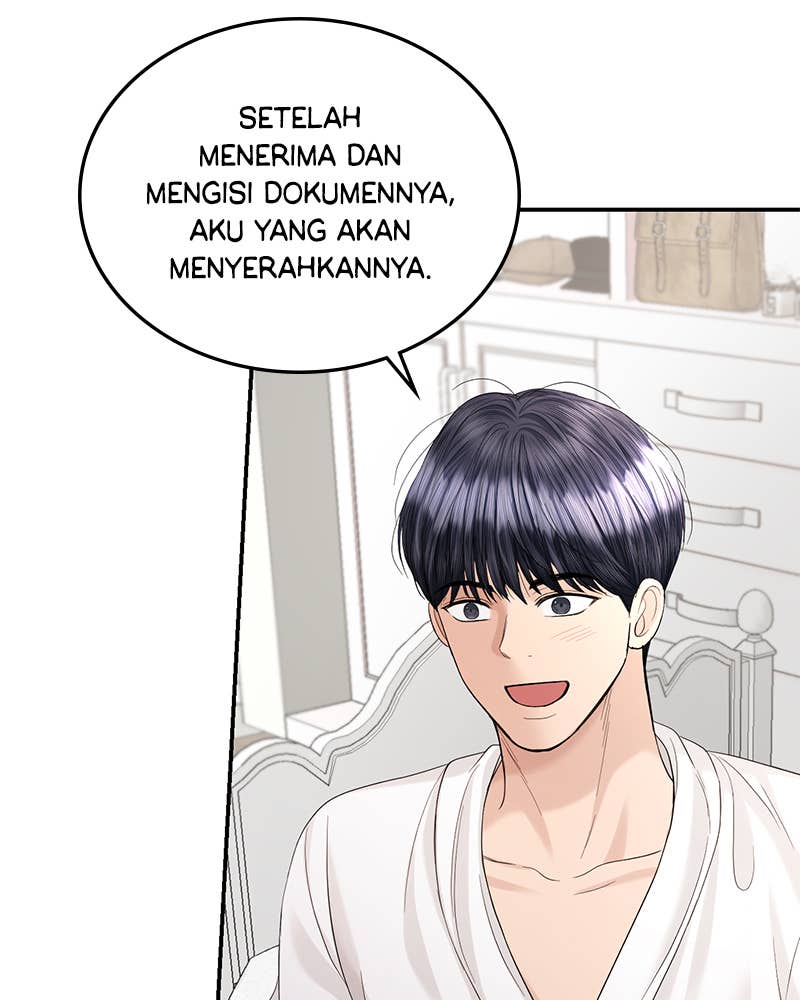 SETELAH
MENERIMA DAN
MENGISI DOKUMENNYA,
AKU YANG AKAN
MENYERAHKANNYA.